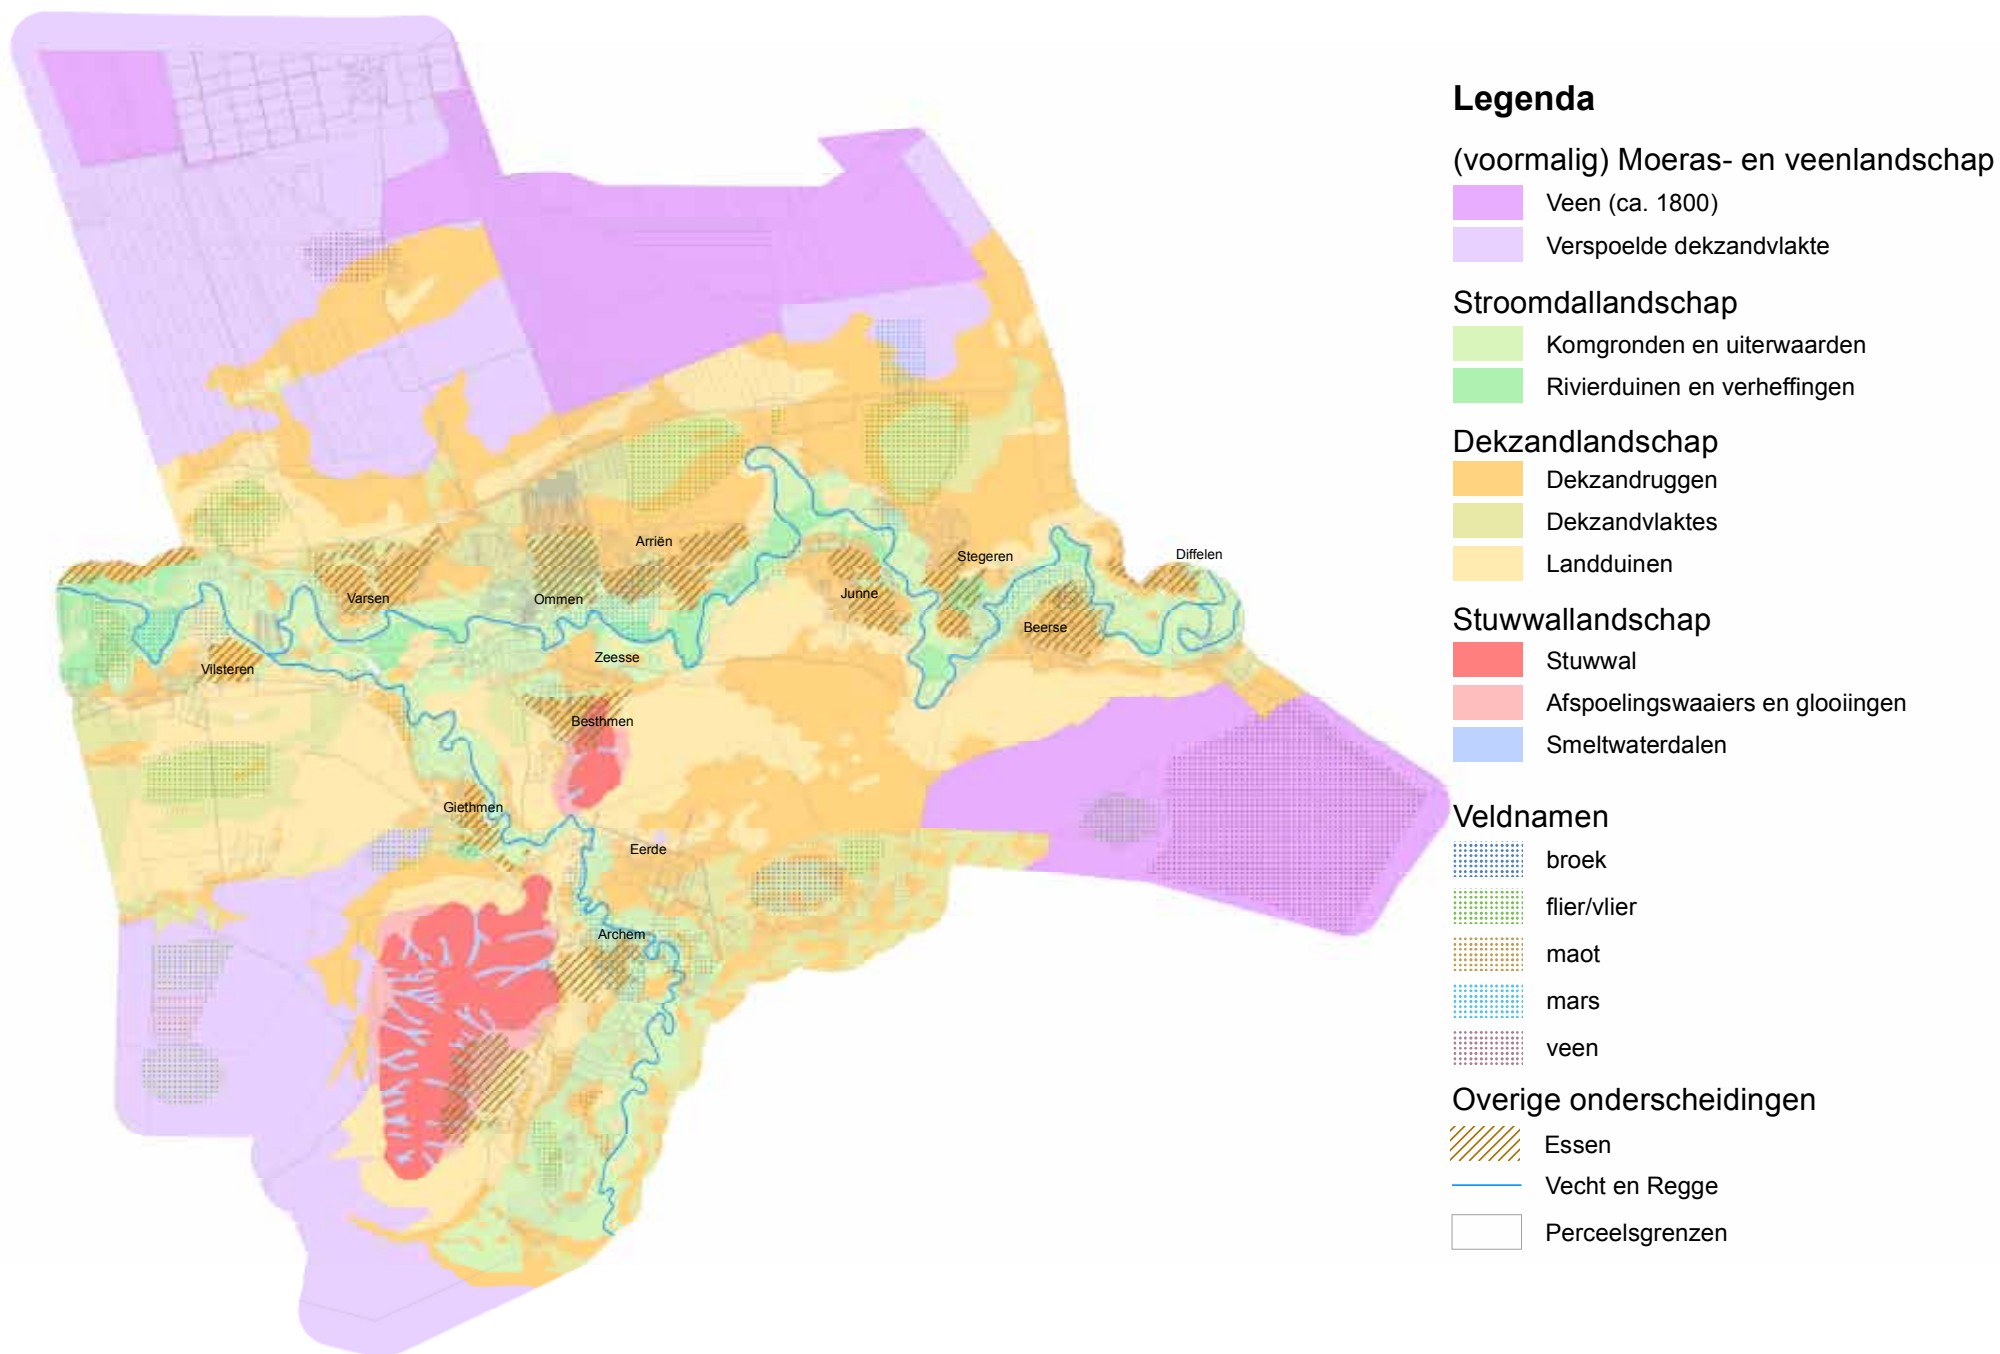 Legenda
(voormalig) Moeras- en veenlandschap
Veen (ca. 1800)
Verspoelde dekzandvlakte
Stroomdallandschap
Komgronden en uiterwaarden
Rivierduinen en verheffingen
Dekzandlandschap
Dekzandruggen
Dekzandvlaktes
Landduinen
Stuwwallandschap
Stuwwal
Afspoelingswaaiers en glooiingen
Smeltwaterdalen
Veldnamen
broek
flier/vlier
maot
mars
veen
Overige onderscheidingen
Essen
Vecht en Regge
Perceelsgrenzen
Arriën
Stegeren
Diffelen
Varsen
Ommen
Junne
Beerse
Vilsteren
Zeesse
Besthmen
Giethmen
Eerde
Archem